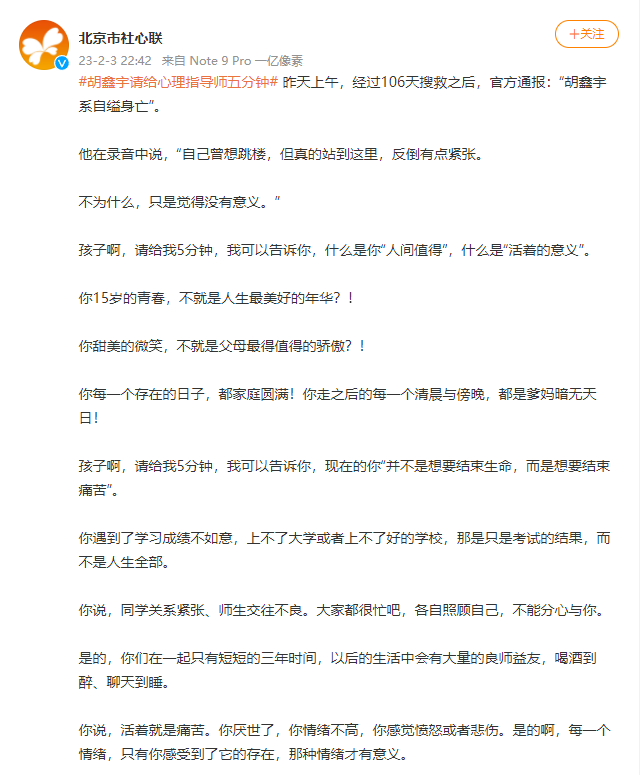 北京市社心联
+关注
23-2-3 22:42 来自 Note 9 Pro 一亿像素
#胡鑫宇请给心理指导师五分钟# 昨天上午，经过106天搜救之后，官方通报：“胡鑫宇
系自缢身亡”。
他在录音中说，“自己曾想跳楼，但真的站到这里，反倒有点紧张。
不为什么，只是觉得没有意义。”
孩子啊，请给我5分钟，我可以告诉你，什么是你“人间值得”，什么是“活着的意义”。
你15岁的青春，不就是人生最美好的年华？！
你甜美的微笑，不就是父母最得值得的骄傲？！
你每一个存在的日子，都家庭圆满！你走之后的每一个清晨与傍晚，都是爹妈暗无天
日！
孩子啊，请给我5分钟，我可以告诉你，现在的你“并不是想要结束生命，而是想要结束
痛苦”。
你遇到了学习成绩不如意，上不了大学或者上不了好的学校，那是只是考试的结果，而
不是人生全部。
你说，同学关系紧张、师生交往不良。大家都很忙吧，各自照顾自己，不能分心与你。
是的，你们在一起只有短短的三年时间，以后的生活中会有大量的良师益友，喝酒到
醉、聊天到睡。
你说，活着就是痛苦。你厌世了，你情绪不高，你感觉愤怒或者悲伤。是的啊，每一个
情绪，只有你感受到了它的存在，那种情绪才有意义。